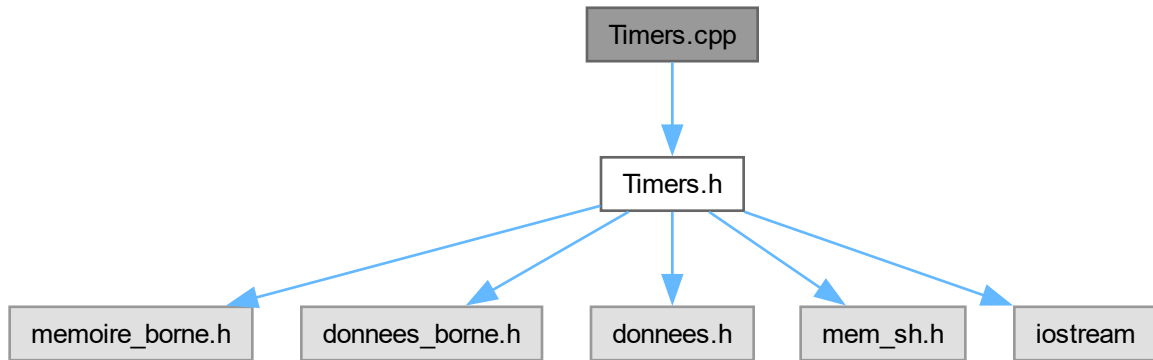 Timers.cpp
Timers.h
memoire_borne.h
donnees_borne.h
donnees.h
mem_sh.h
iostream